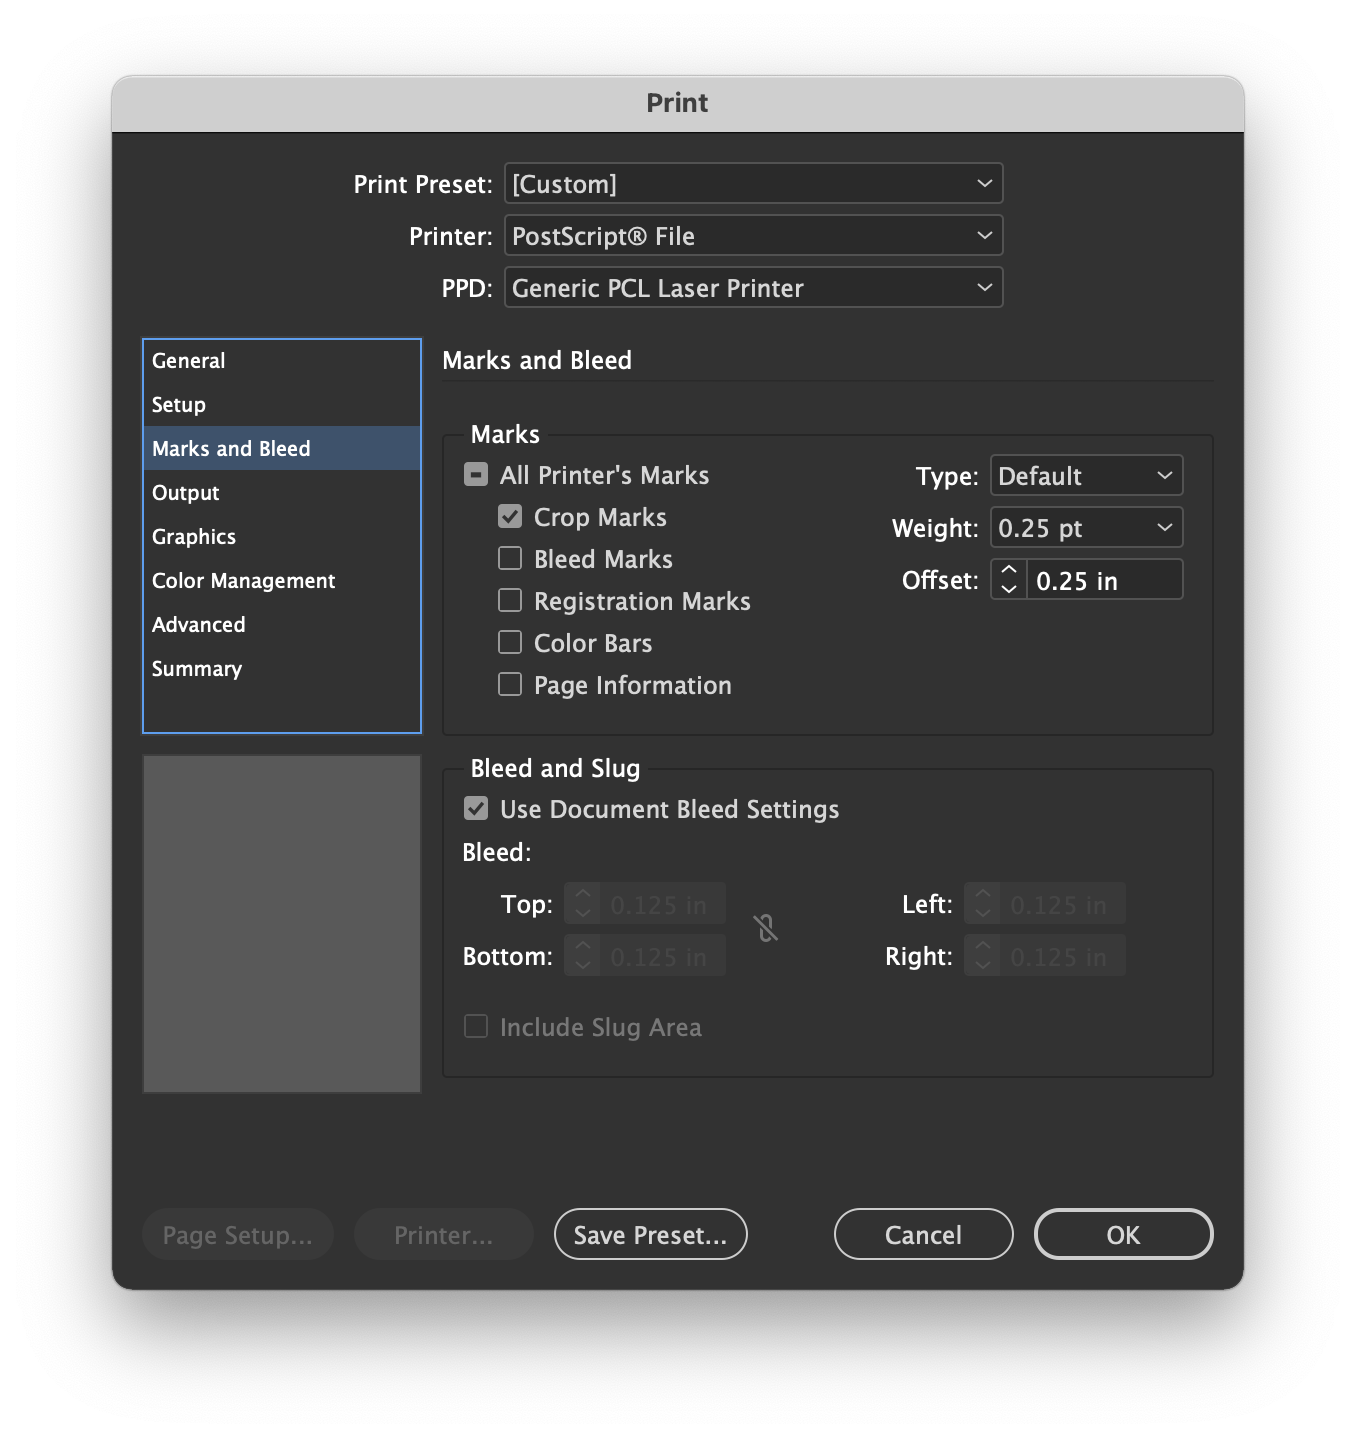 Print
Print Preset: [Custom]
Printer: PostScript® File
PPD: Generic PCL Laser Printer
General
Setup
Marks and Bleed
Output
Graphics
Color Management
Advanced
Summary
Marks and Bleed
Marks
All Printer's Marks
Crop Marks
Bleed Marks
Registration Marks
Color Bars
Page Information
Type: Default
Weight: 0.25 pt
Offset: 0.25 in
Bleed and Slug
Use Document Bleed Settings
Bleed:
Top: 0.125 in
Bottom: 0.125 in
Left: 0.125 in
Right: 0.125 in
Include Slug Area
Page Setup...
Printer...
Save Preset...
Cancel
OK